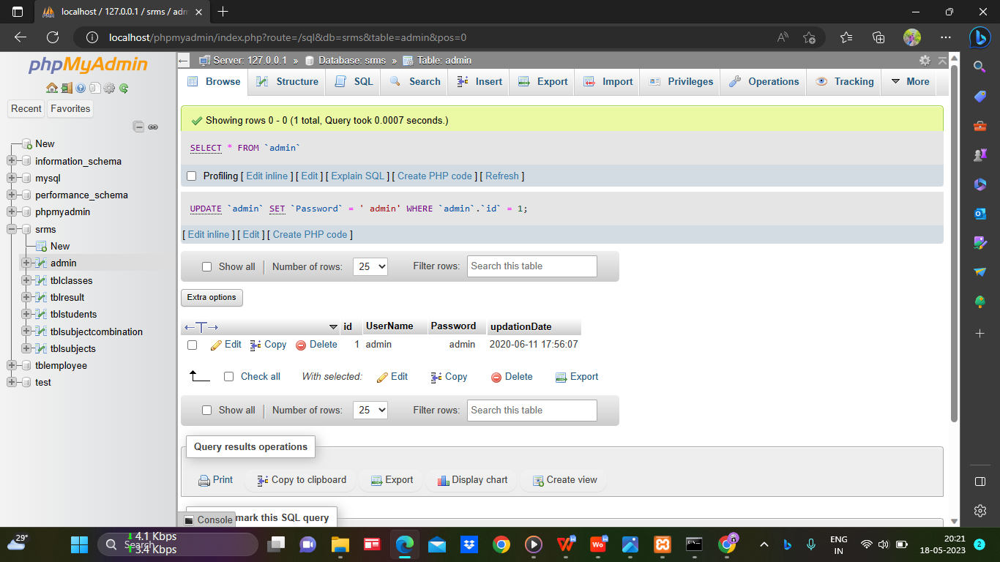 localhost / 127.0.0.1 / srms / adm
localhost/phpmyadmin/index.php?route=/sql&db=srms&table=admin&pos=0
phpMyAdmin
Recent Favorites
New
information_schema
mysql
performance_schema
phpmyadmin
srms
New
admin
tblclasses
tblresult
tblstudents
tblsubjectcombination
tblsubjects
tblemployee
test
Server: 127.0.0.1 » Database: srms » Table: admin
Browse Structure SQL Search Insert Export Import Privileges Operations Tracking More
Showing rows 0 - 0 (1 total, Query took 0.0007 seconds.)
SELECT * FROM `admin`
Profiling [ Edit inline ] [ Edit ] [ Explain SQL ] [ Create PHP code ] [ Refresh ]
UPDATE `admin` SET `Password` = ' admin' WHERE `admin`.`id` = 1;
[ Edit inline ] [ Edit ] [ Create PHP code ]
Show all Number of rows: 25 Filter rows: Search this table
Extra options
id UserName Password updationDate
Edit Copy Delete 1 admin admin 2020-06-11 17:56:07
Check all With selected: Edit Copy Delete Export
Show all Number of rows: 25 Filter rows: Search this table
Query results operations
Print Copy to clipboard Export Display chart Create view
Console mark this SQL query
29°
Search
4.1 Kbps
3.4 Kbps
ENG
IN
20:21
18-05-2023
2